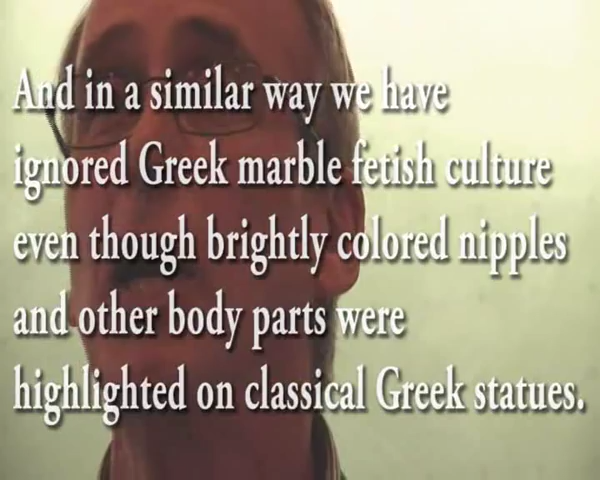 And in a similar way we have
ignored Greek marble fetish culture
even though brightly colored nipples
and other body parts were
highlighted on classical Greek statues.